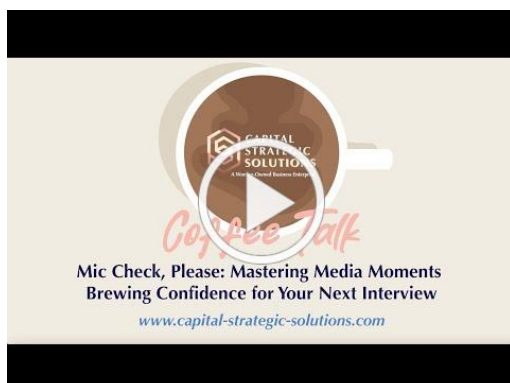 CAPITAL
STRATEGIC
SOLUTIONS
A Woman-Owned Business Enterprise
Coffee Talk
Mic Check, Please: Mastering Media Moments
Brewing Confidence for Your Next Interview
www.capital-strategic-solutions.com